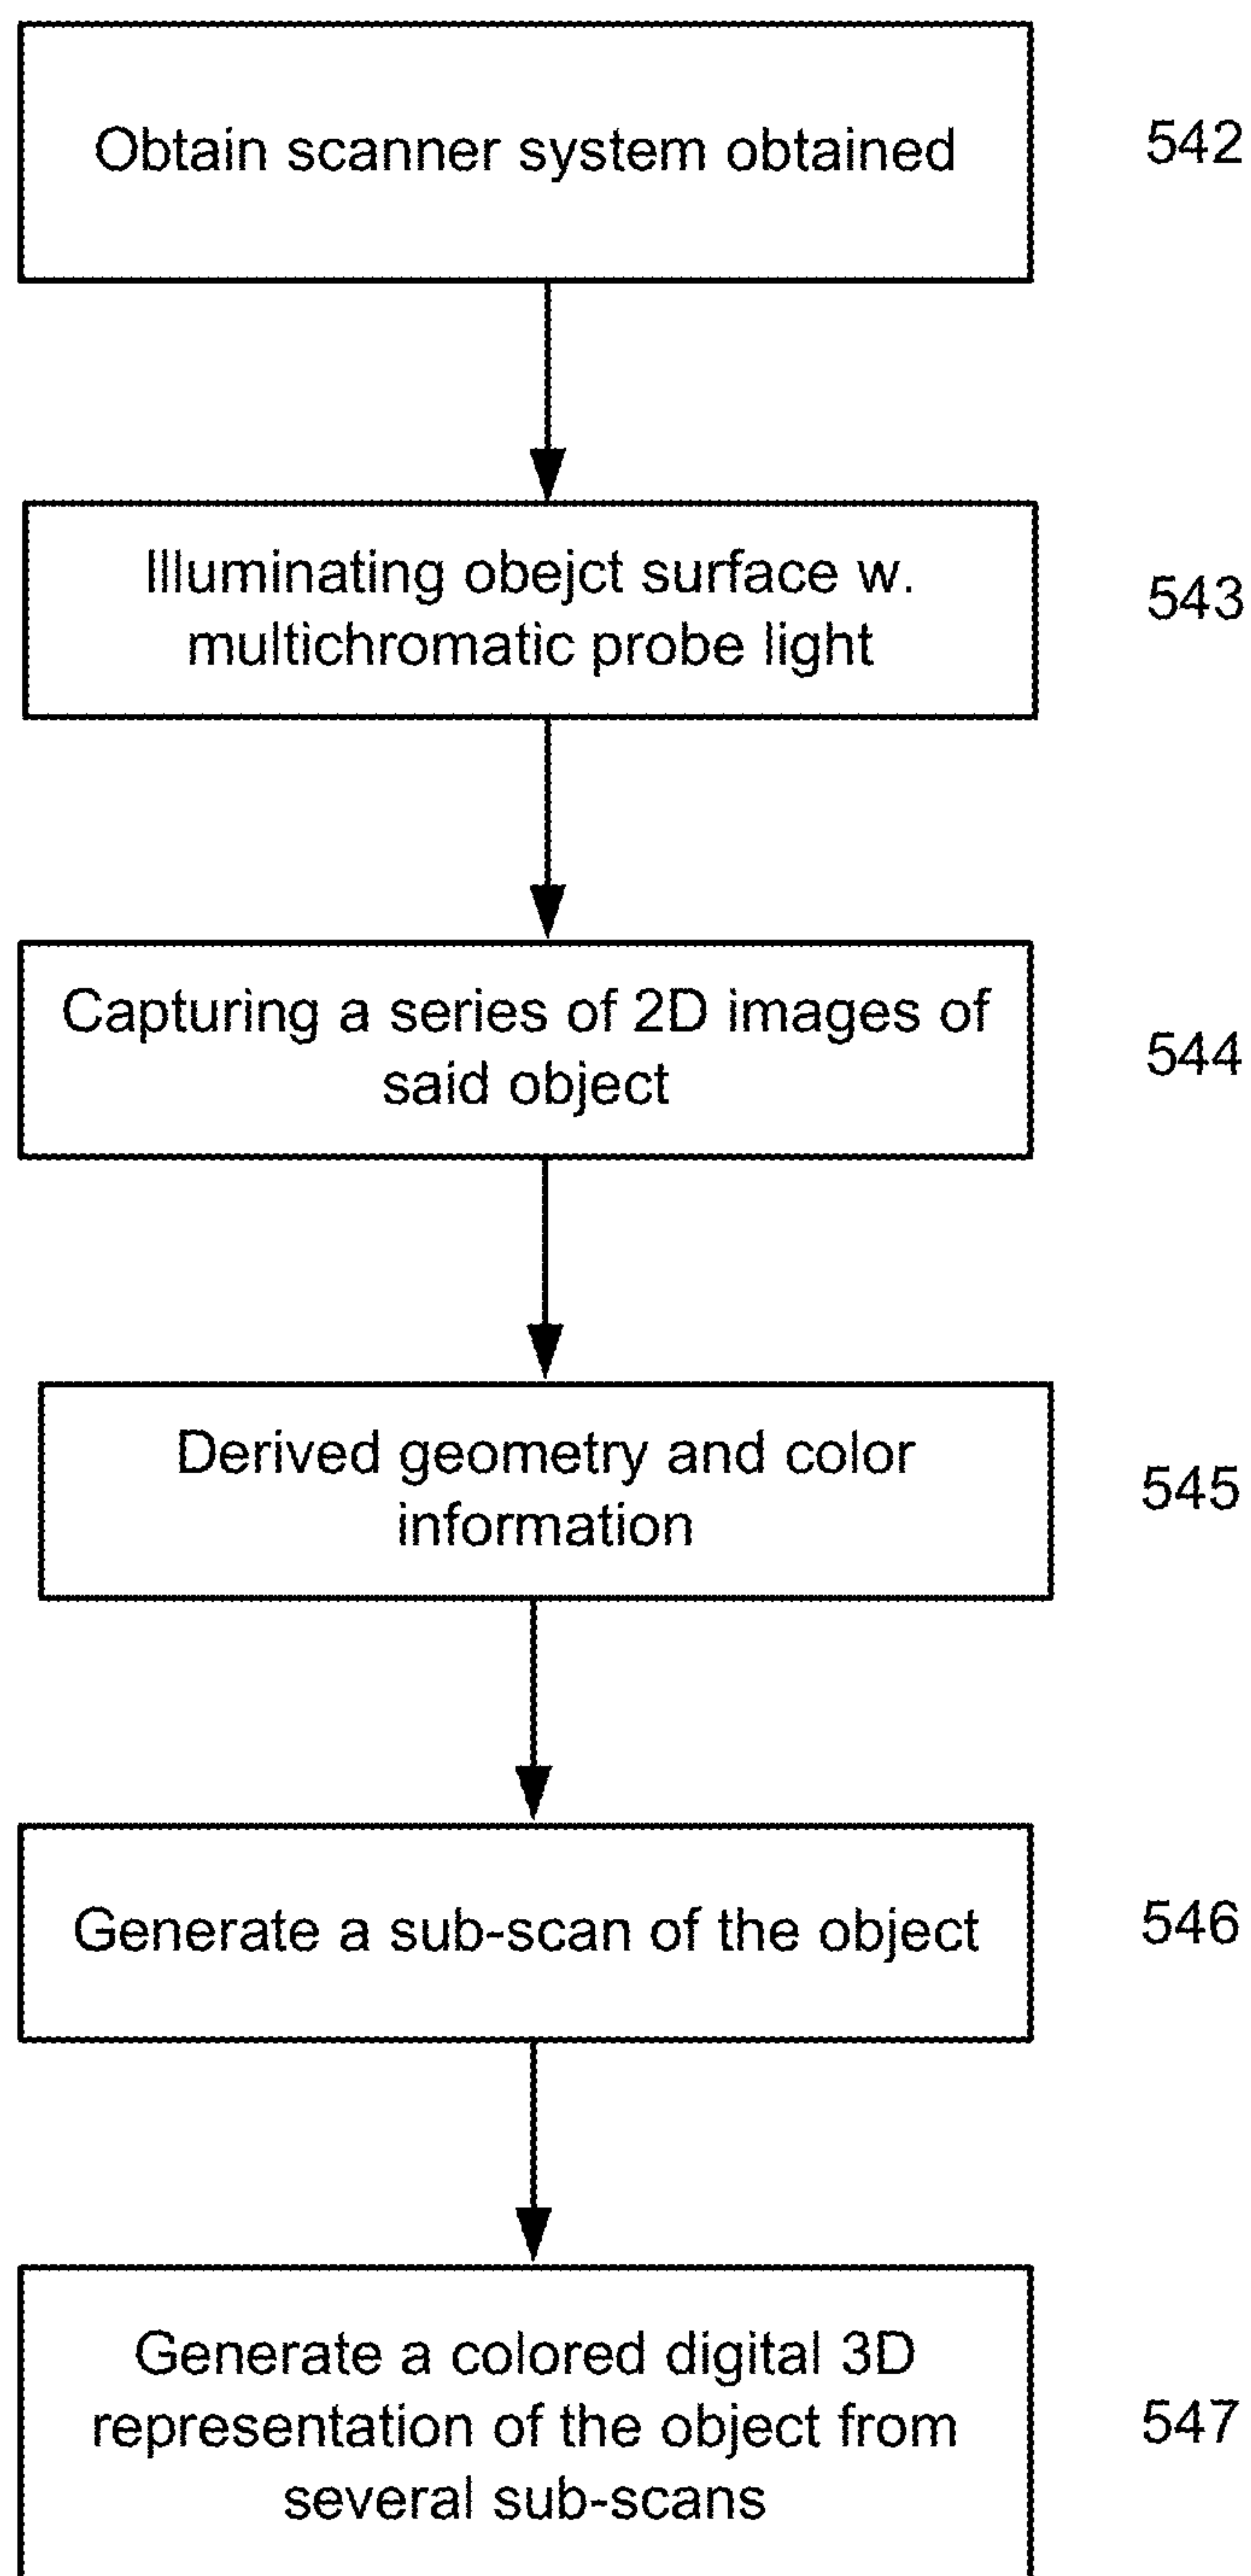 Obtain scanner system obtained
542
Illuminating obejct surface w.
multichromatic probe light
543
Capturing a series of 2D images of
said object
544
Derived geometry and color
information
545
Generate a sub-scan of the object
546
Generate a colored digital 3D
representation of the object from
several sub-scans
547